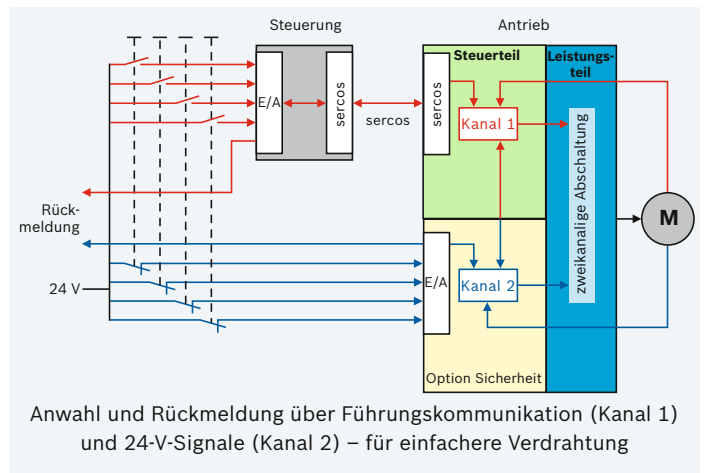 Steuerung
Antrieb
Steuerteil
Leistungs-
teil
E/A
sercos
sercos
sercos
Kanal 1
zweikanalige Abschaltung
M
Rück-
meldung
24 V
E/A
Kanal 2
Option Sicherheit
Anwahl und Rückmeldung über Führungskommunikation (Kanal 1)
und 24-V-Signale (Kanal 2) – für einfachere Verdrahtung